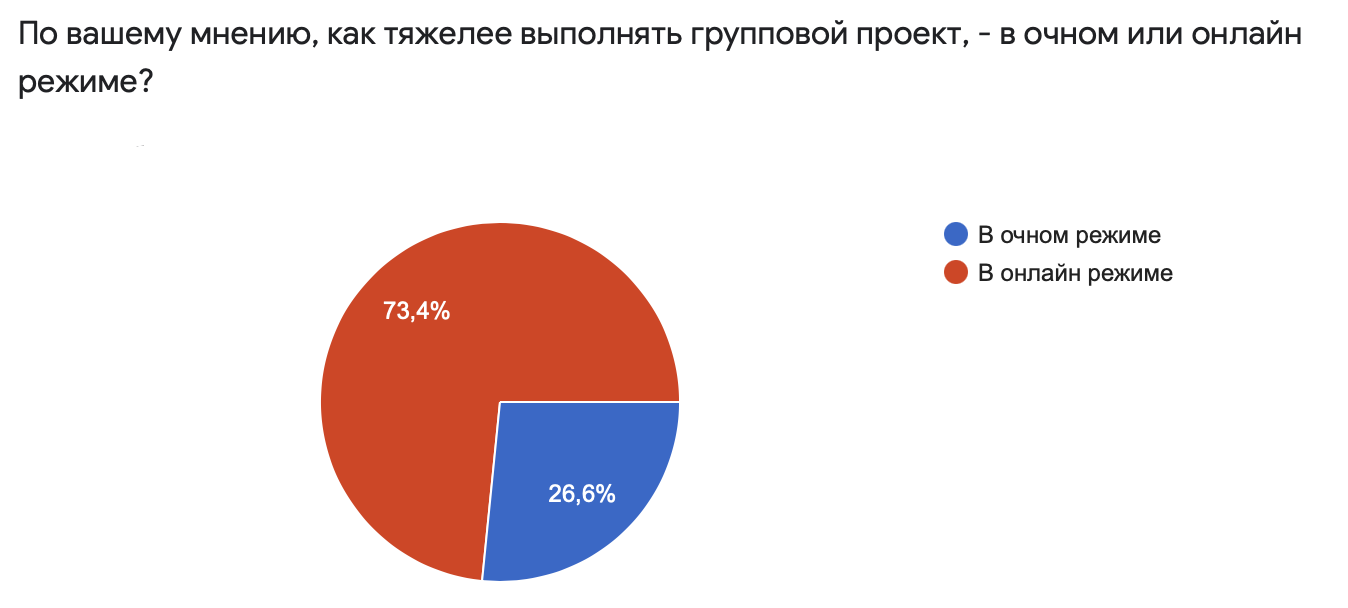 По вашему мнению, как тяжелее выполнять групповой проект, - в очном или онлайн
режиме?
В очном режиме
В онлайн режиме
73,4%
26,6%